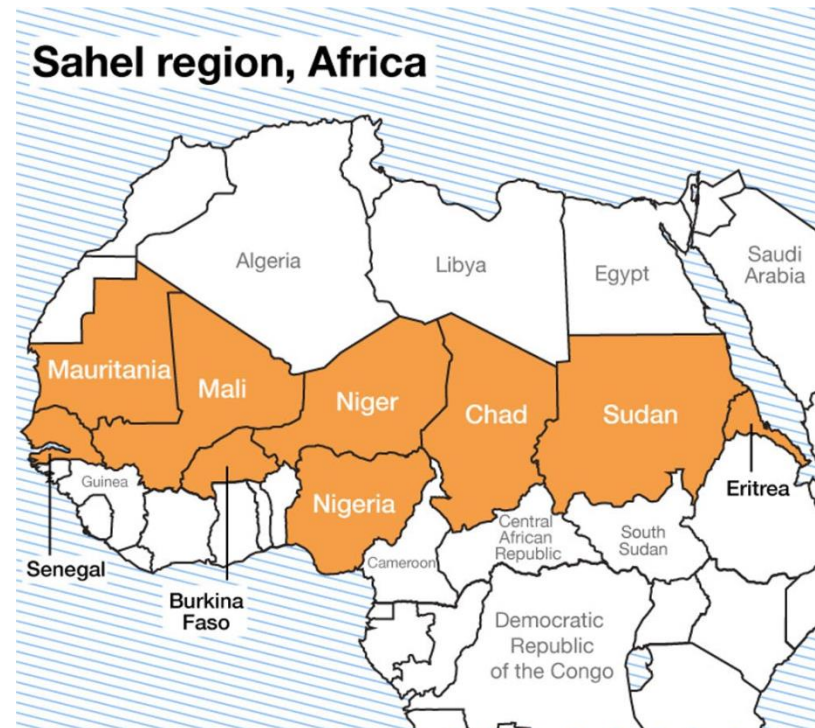 Sahel region, Africa
Algeria
Libya
Egypt
Saudi
Arabia
Mauritania
Mali
Niger
Chad
Sudan
Eritrea
Guinea
Nigeria
Senegal
Burkina
Faso
Cameroon
Central
African
Republic
South
Sudan
Democratic
Republic
of the Congo